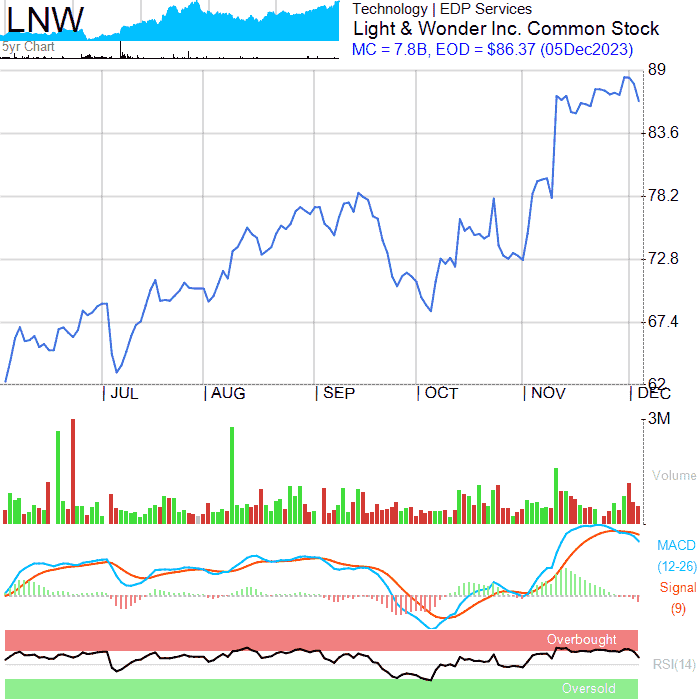 LNW
5yr Chart
Technology | EDP Services
Light & Wonder Inc. Common Stock
MC = 7.8B, EOD = $86.37 (05Dec2023)
89
83.6
78.2
72.8
67.4
62
JUL AUG SEP OCT NOV DEC
3M
Volume
MACD
(12-26)
Signal
(9)
Overbought
RSI(14)
Oversold